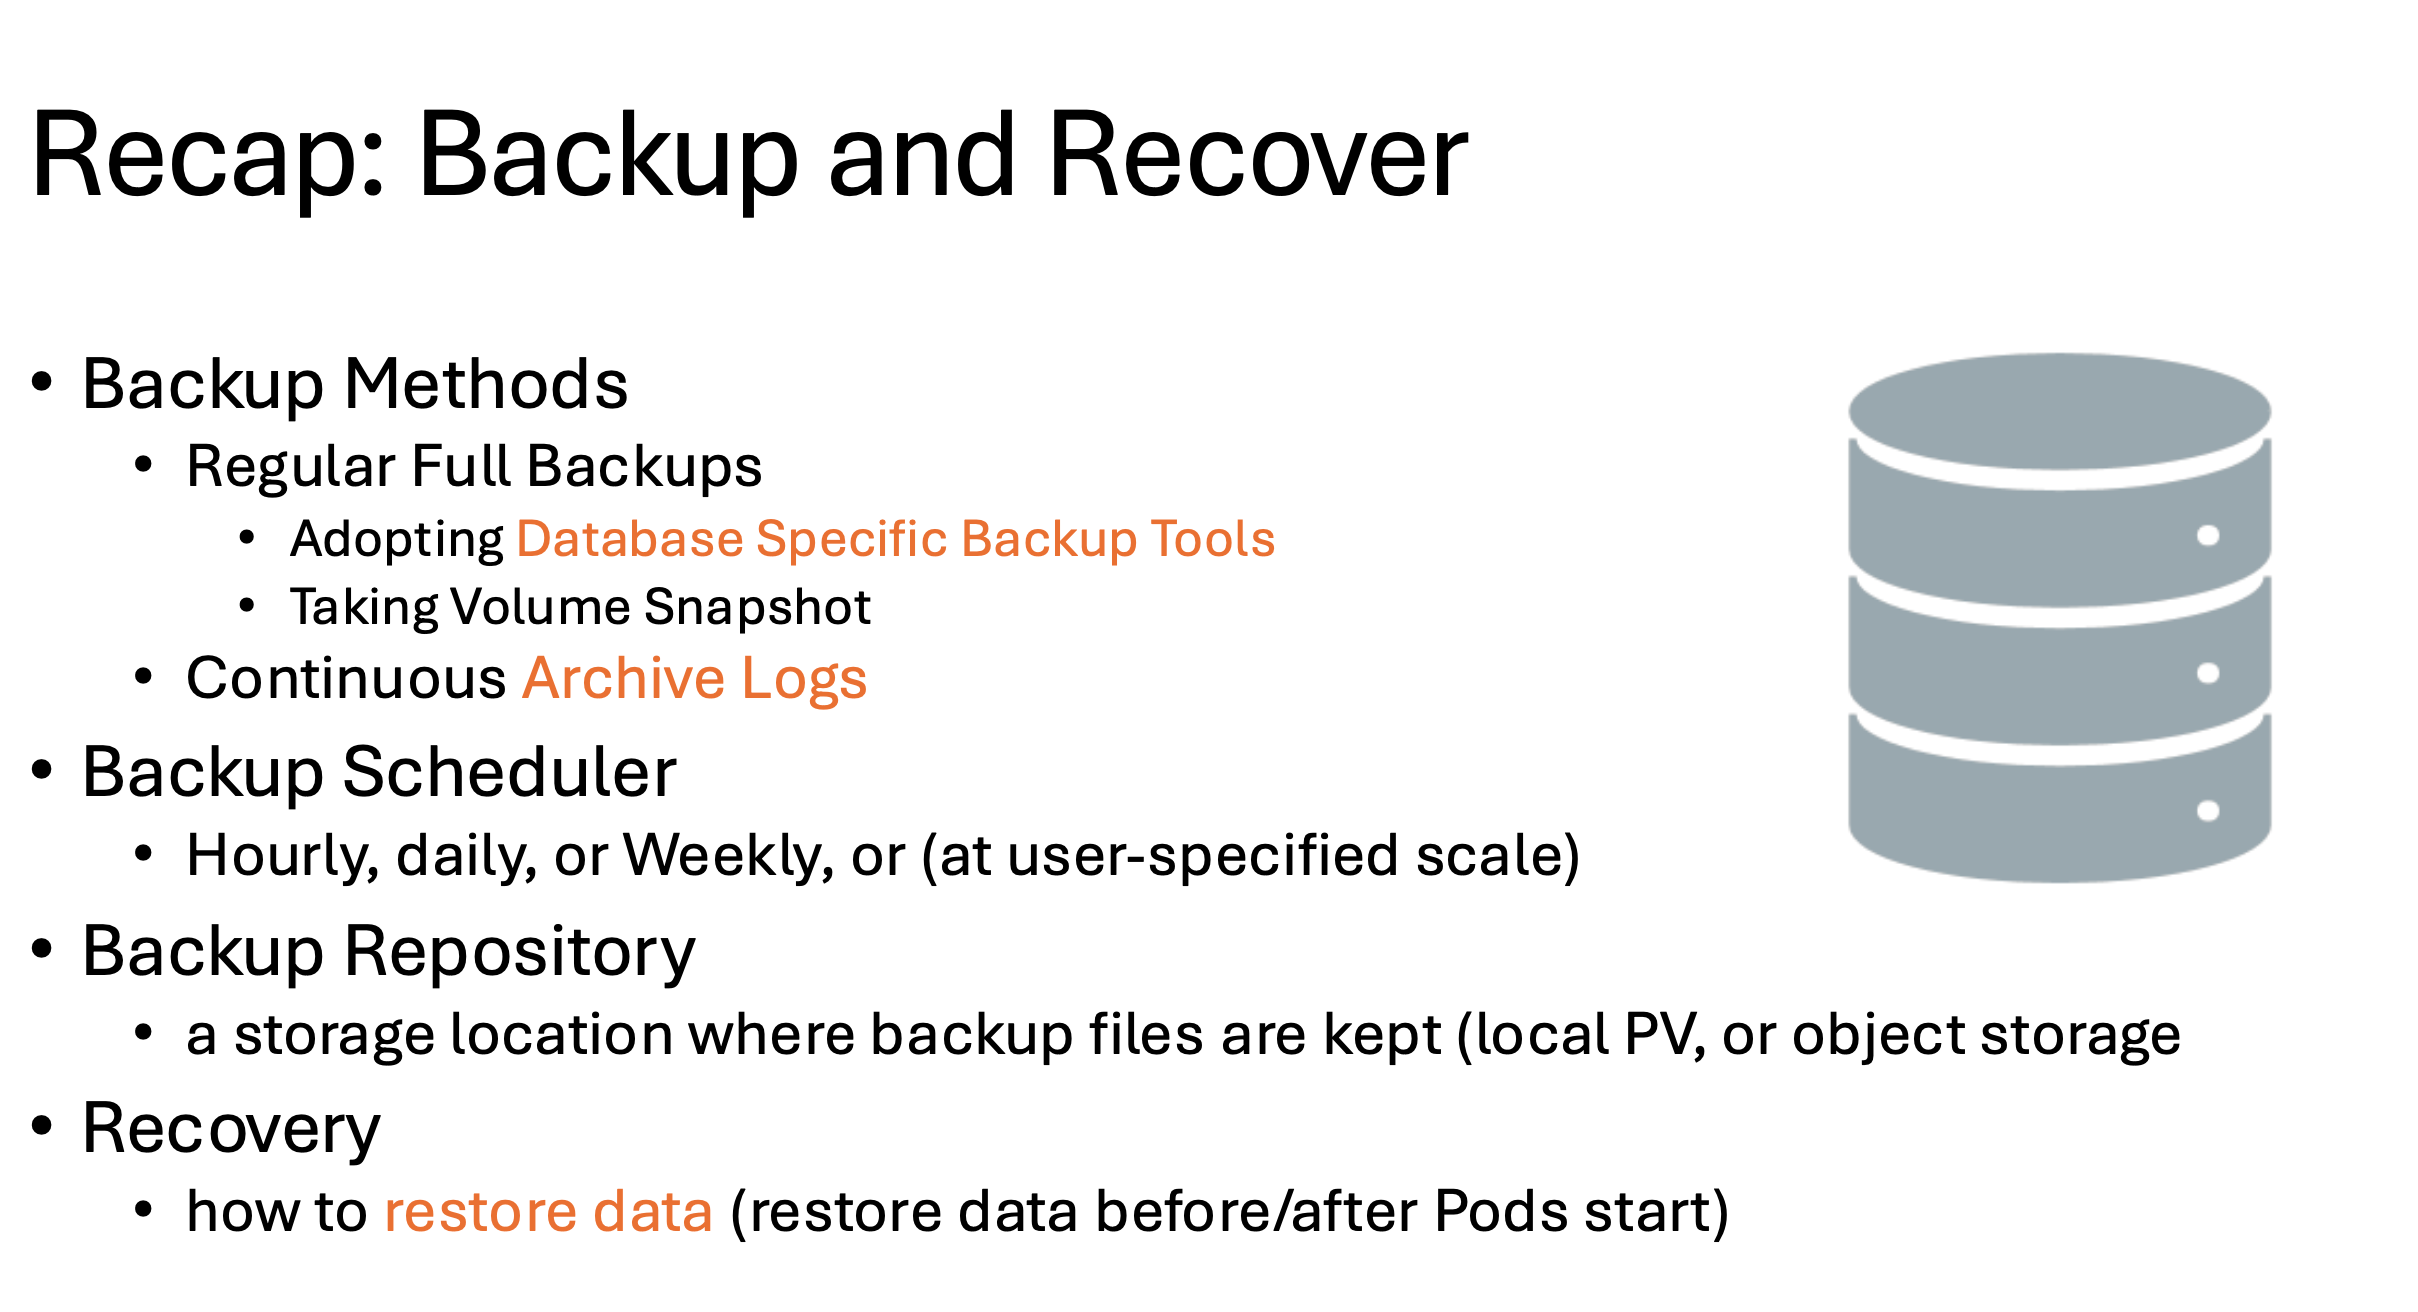 Recap: Backup and Recover
• Backup Methods
• Regular Full Backups
• Adopting Database Specific Backup Tools
• Taking Volume Snapshot
• Continuous Archive Logs
• Backup Scheduler
• Hourly, daily, or Weekly, or (at user-specified scale)
• Backup Repository
• a storage location where backup files are kept (local PV, or object storage
• Recovery
• how to restore data (restore data before/after Pods start)